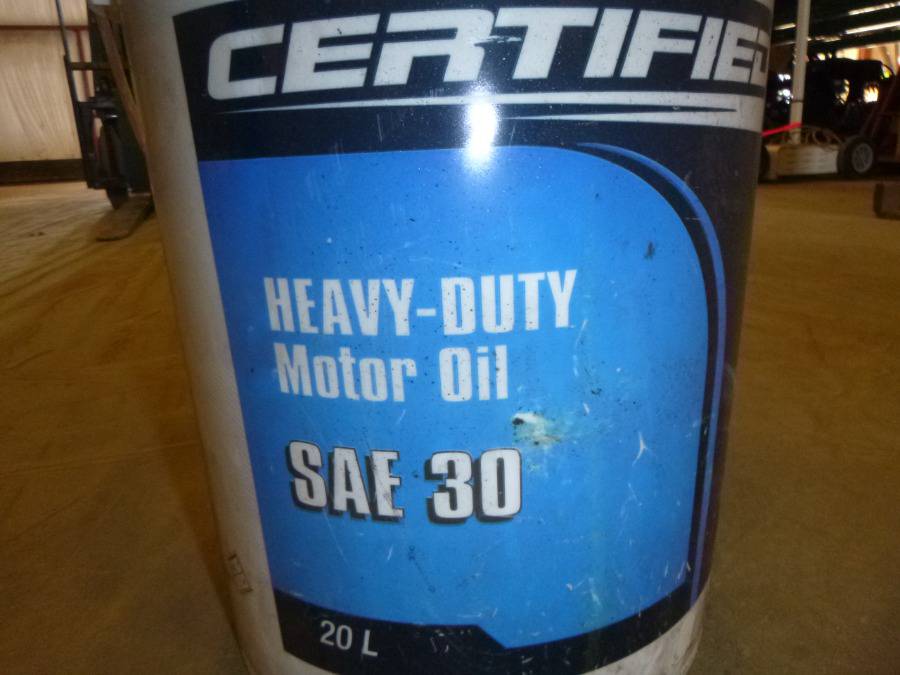 CERTIFIED
HEAVY-DUTY
Motor Oil
SAE 30
20 L